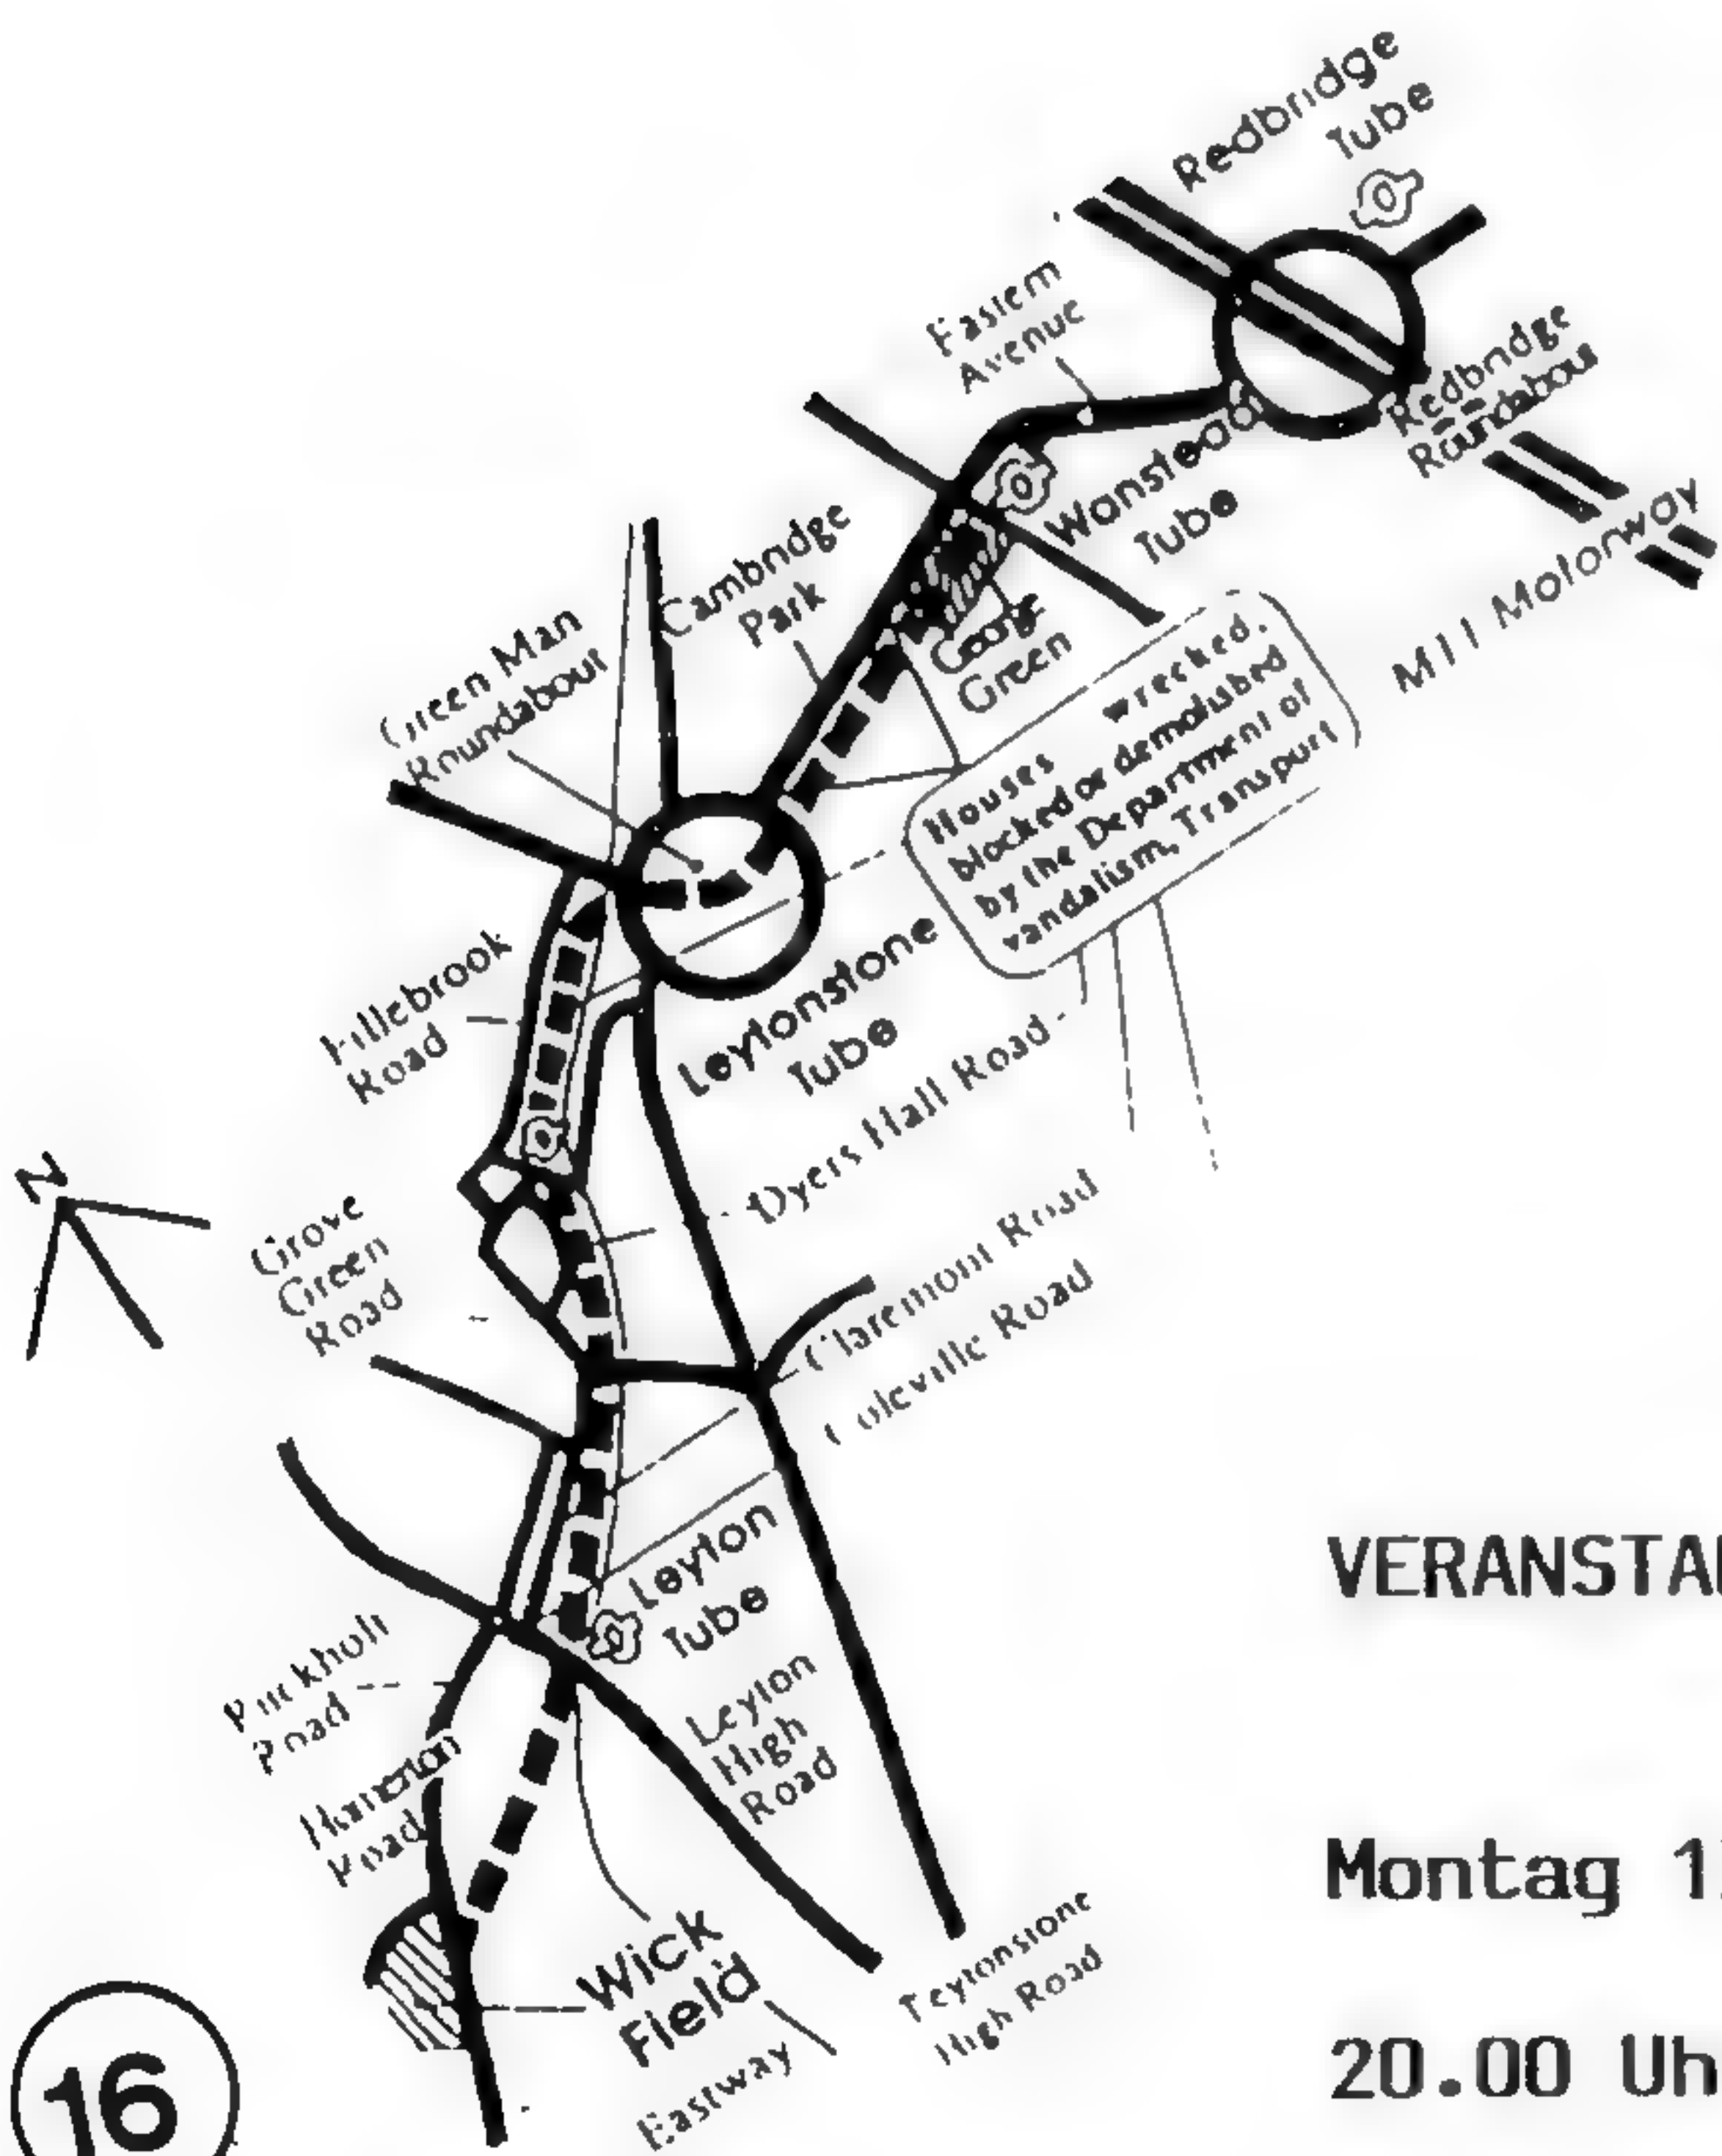 Redbridge
Tube
Eastern
Avenue
Redbridge
Roundabout
Wanstead
Tube
M11 Motorway
Cambridge
Park
George
Green
Green Man
Roundabout
Houses wrecked,
blocked or demolished
by the Department of
vandalism, Transport
Fillebrook
Road
Leytonstone
Tube
Dyers Hall Road
N
Grove
Green
Road
Claremont Road
Coleville Road
Leyton
Tube
VERANSTAL
Ruckholt
Road
Leyton
High
Road
Road
Montag 1
Wick
Field
Leytonstone
High Road
Eastway
20.00 Uh
16